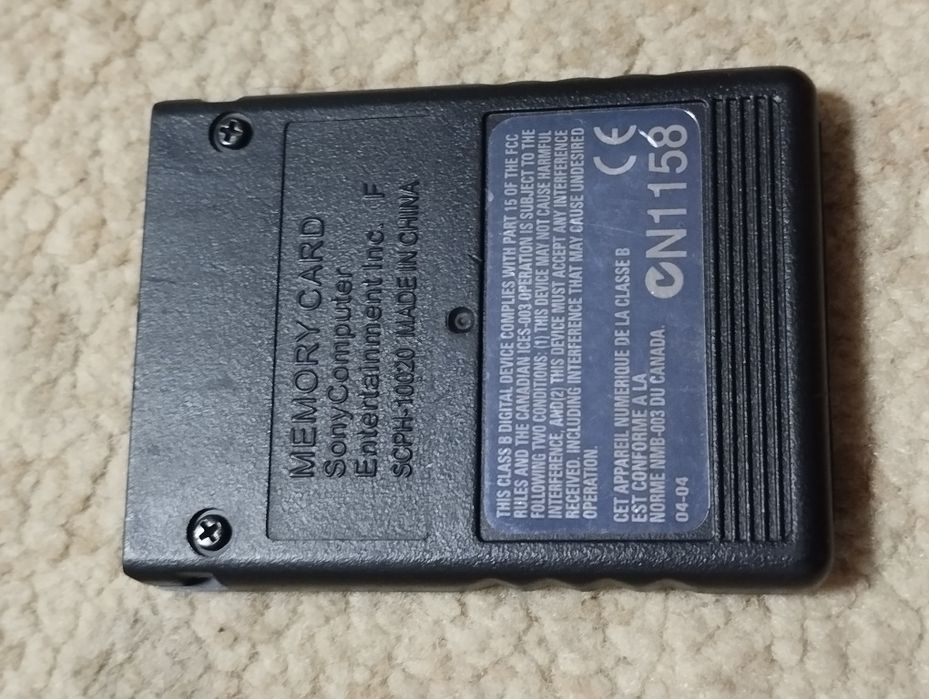 MEMORY CARD
Sony Computer
Entertainment Inc. F
SCPH-10020 MADE IN CHINA
THIS CLASS B DIGITAL DEVICE COMPLIES WITH PART 15 OF THE FCC
RULES AND THE CANADIAN ICES-003 OPERATION IS SUBJECT TO THE
FOLLOWING TWO CONDITIONS: (1) THIS DEVICE MAY NOT CAUSE HARMFUL
INTERFERENCE, AND(2) THIS DEVICE MUST ACCEPT ANY INTERFERENCE
RECEIVED, INCLUDING INTERFERENCE THAT MAY CAUSE UNDESIRED
OPERATION.
CET APPAREIL NUMERIQUE DE LA CLASSE B
EST CONFORME A LA
NORME NMB-003 DU CANADA.
04-04
CE
N1158